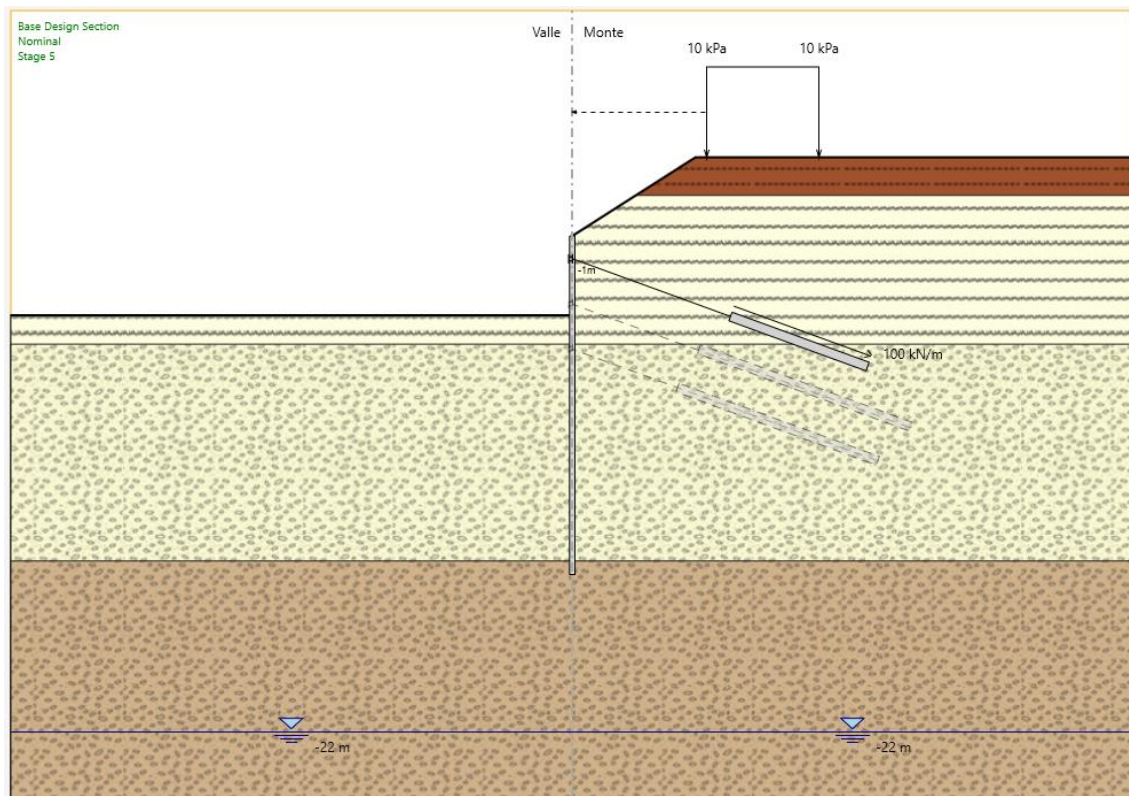 Base Design Section
Nominal
Stage 5
Valle
Monte
10 kPa
10 kPa
-1m
100 kN/m
-22 m
-22 m